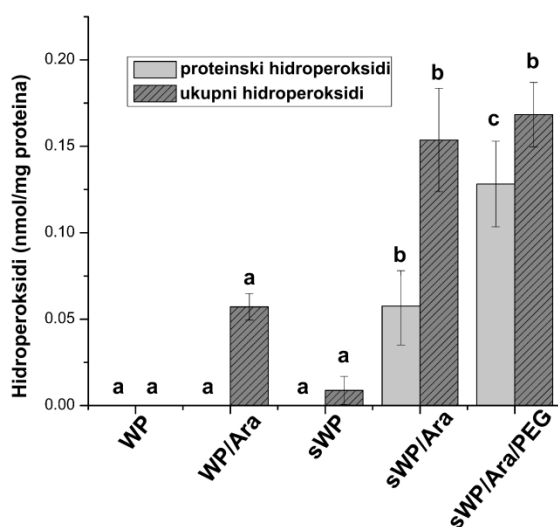 Hidroperoksidi (nmol/mg proteina)
0.20
0.15
0.10
0.05
0.00
proteinski hidroperoksidi
ukupni hidroperoksidi
a a a a a a b b c b
WP
WP/Ara
sWP
sWP/Ara
sWP/Ara/PEG